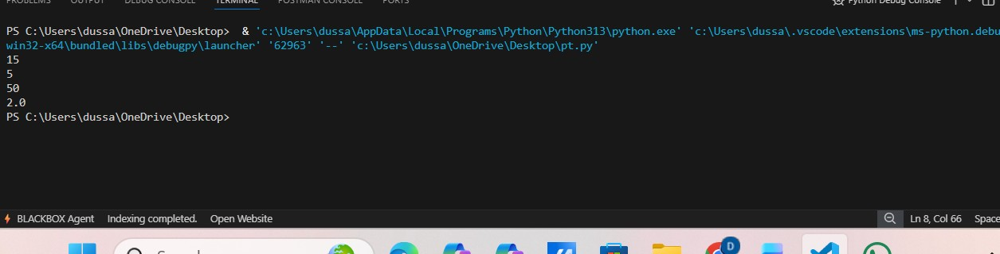 PROBLEMS OUTPUT DEBUG CONSOLE TERMINAL POSTMAN CONSOLE PORTS Python Debug Console
PS C:\Users\dussa\OneDrive\Desktop>  & 'c:\Users\dussa\AppData\Local\Programs\Python\Python313\python.exe' 'c:\Users\dussa\.vscode\extensions\ms-python.debu
win32-x64\bundled\libs\debugpy\launcher' '62963' '--' 'c:\Users\dussa\OneDrive\Desktop\pt.py'
15
5
50
2.0
PS C:\Users\dussa\OneDrive\Desktop>
BLACKBOX Agent Indexing completed. Open Website Ln 8, Col 66 Space
D